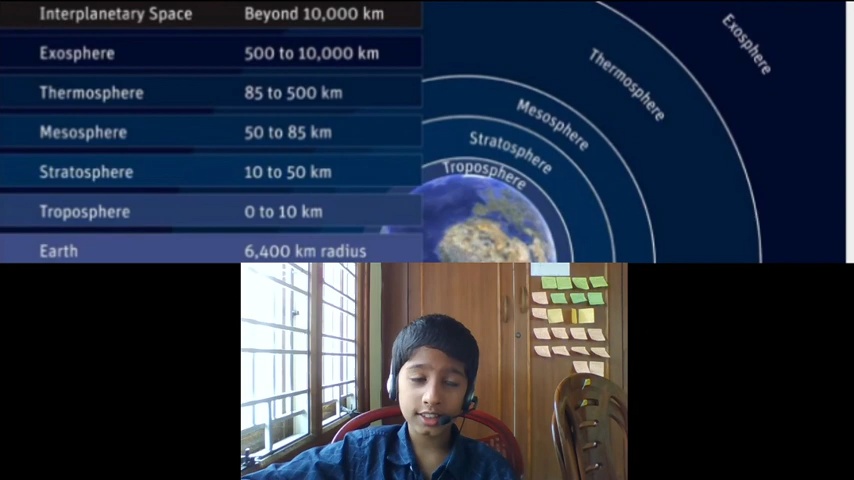 Interplanetary Space Beyond 10,000 km
Exosphere 500 to 10,000 km
Thermosphere 85 to 500 km
Mesosphere 50 to 85 km
Stratosphere 10 to 50 km
Troposphere 0 to 10 km
Earth 6,400 km radius
Exosphere
Thermosphere
Mesosphere
Stratosphere
Troposphere